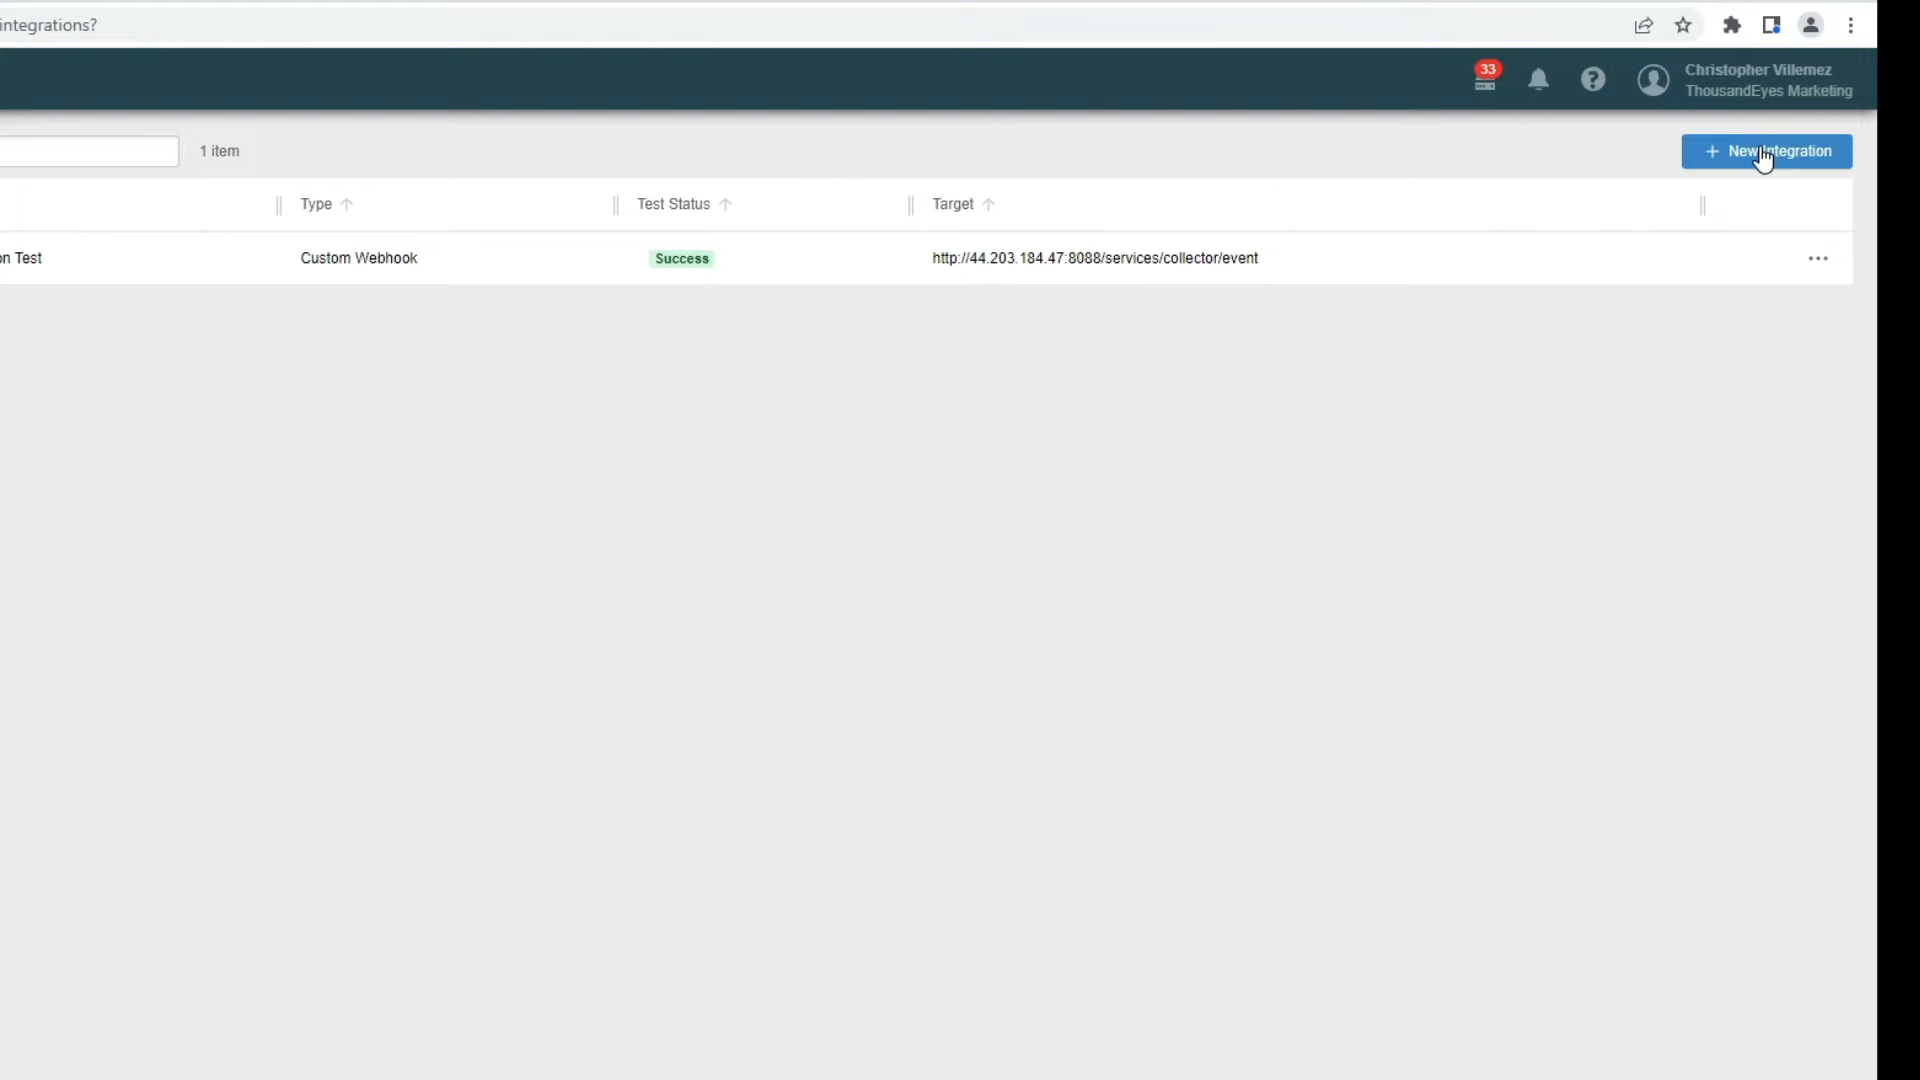 integrations?
33
Christopher Villemez
ThousandEyes Marketing
1 item
+ New Integration
Type
Test Status
Target
on Test
Custom Webhook
Success
http://44.203.184.47:8088/services/collector/event